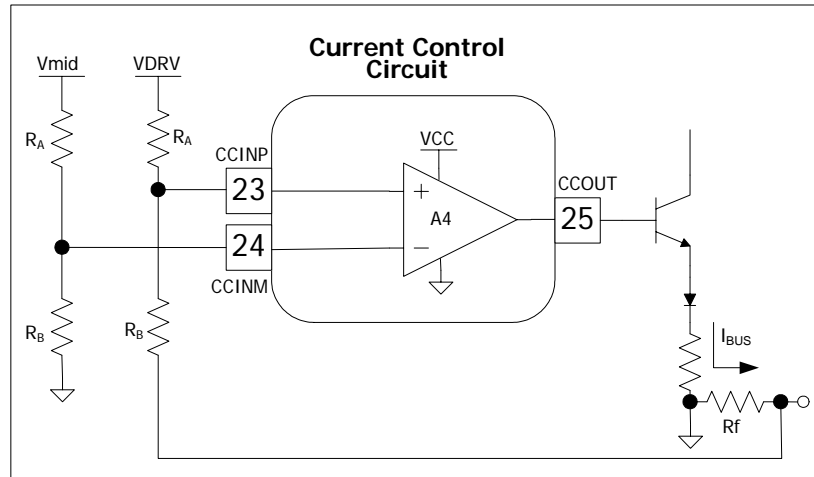 Current Control
Circuit
Vmid
VDRV
RA
RA
CCINP
23
VCC
+
A4
−
CCOUT
25
24
CCINM
RB
RB
IBUS
Rf